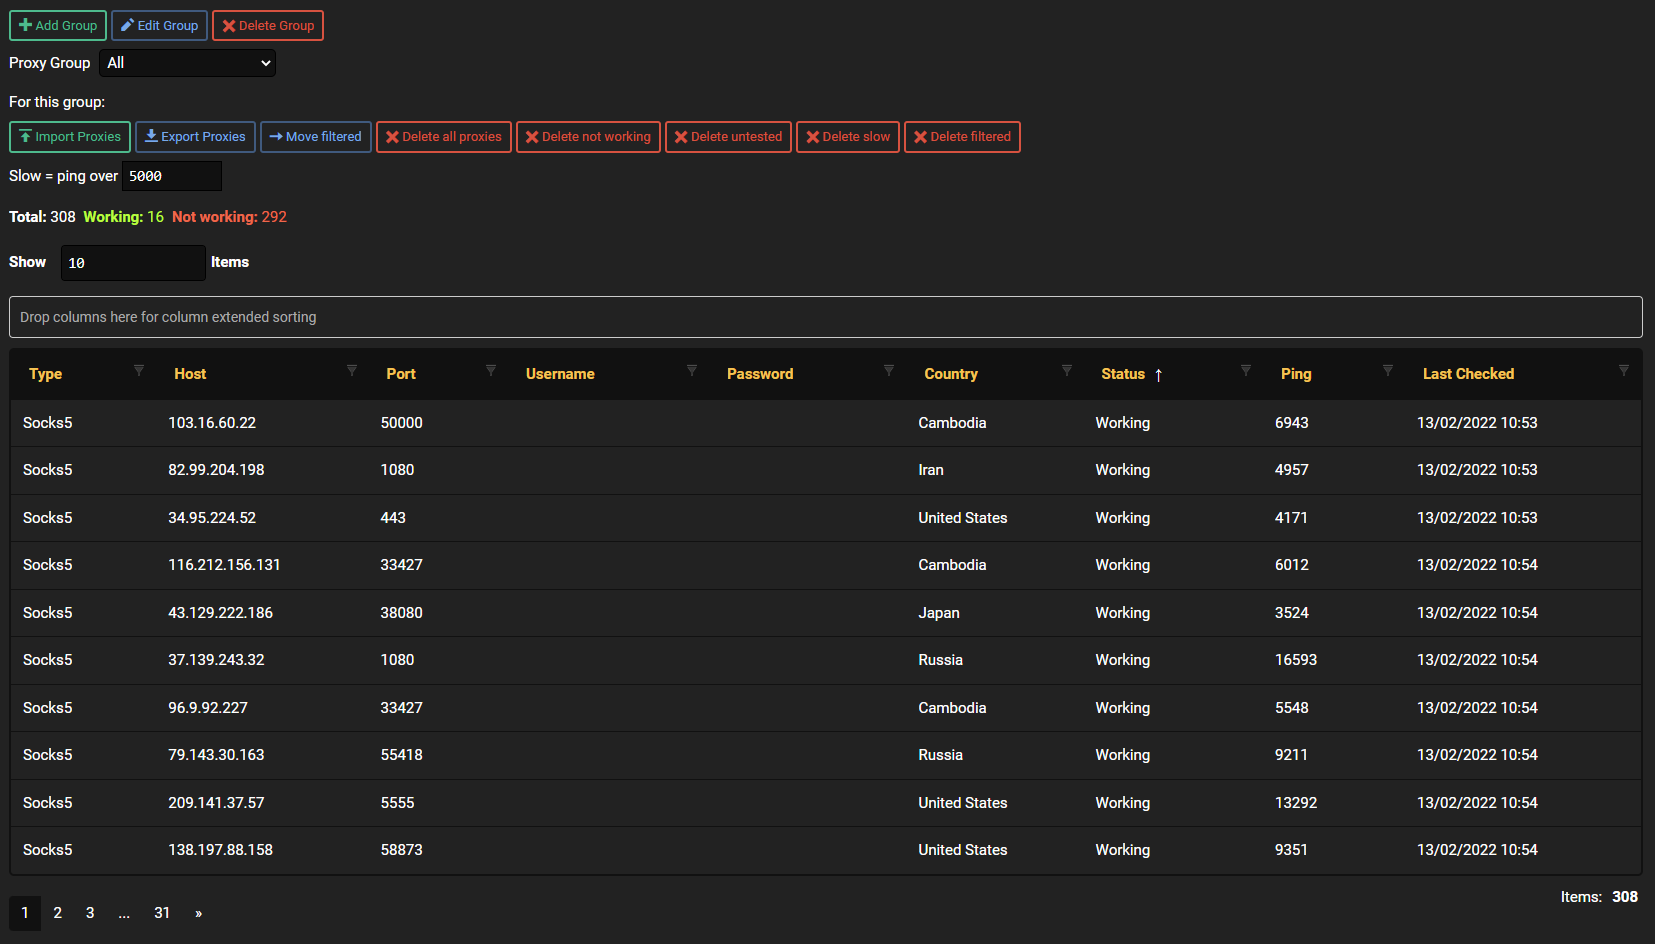 Add Group Edit Group Delete Group
Proxy Group All
For this group:
Import Proxies Export Proxies Move filtered Delete all proxies Delete not working Delete untested Delete slow Delete filtered
Slow = ping over 5000
Total: 308 Working: 16 Not working: 292
Show 10 Items
Drop columns here for column extended sorting
Type Host Port Username Password Country Status ↑ Ping Last Checked
Socks5 103.16.60.22 50000 Cambodia Working 6943 13/02/2022 10:53
Socks5 82.99.204.198 1080 Iran Working 4957 13/02/2022 10:53
Socks5 34.95.224.52 443 United States Working 4171 13/02/2022 10:53
Socks5 116.212.156.131 33427 Cambodia Working 6012 13/02/2022 10:54
Socks5 43.129.222.186 38080 Japan Working 3524 13/02/2022 10:54
Socks5 37.139.243.32 1080 Russia Working 16593 13/02/2022 10:54
Socks5 96.9.92.227 33427 Cambodia Working 5548 13/02/2022 10:54
Socks5 79.143.30.163 55418 Russia Working 9211 13/02/2022 10:54
Socks5 209.141.37.57 5555 United States Working 13292 13/02/2022 10:54
Socks5 138.197.88.158 58873 United States Working 9351 13/02/2022 10:54
Items: 308
1 2 3 ... 31 »